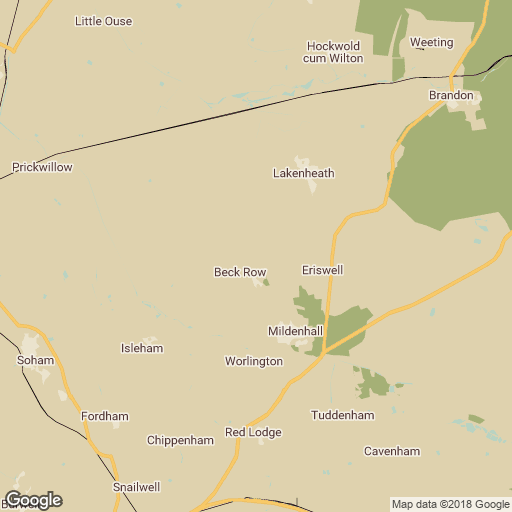 Little Ouse
Weeting
Hockwold
cum Wilton
Brandon
Prickwillow
Lakenheath
Beck Row
Eriswell
Mildenhall
Isleham
Soham
Worlington
Fordham
Tuddenham
Red Lodge
Chippenham
Cavenham
Snailwell
Google
Map data ©2018 Google